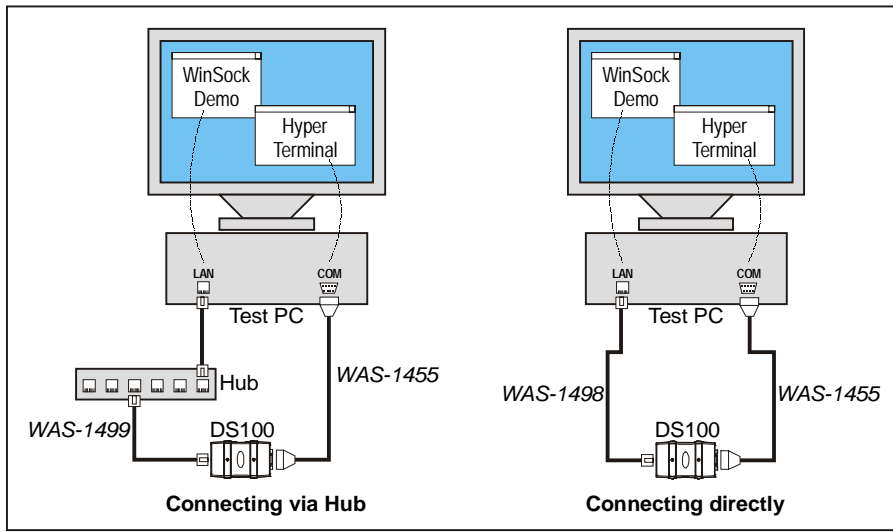 WinSock
Demo
Hyper
Terminal
LAN
COM
Test PC
Hub
WAS-1455
WAS-1499
DS100
Connecting via Hub
WinSock
Demo
Hyper
Terminal
LAN
COM
Test PC
WAS-1498
WAS-1455
DS100
Connecting directly